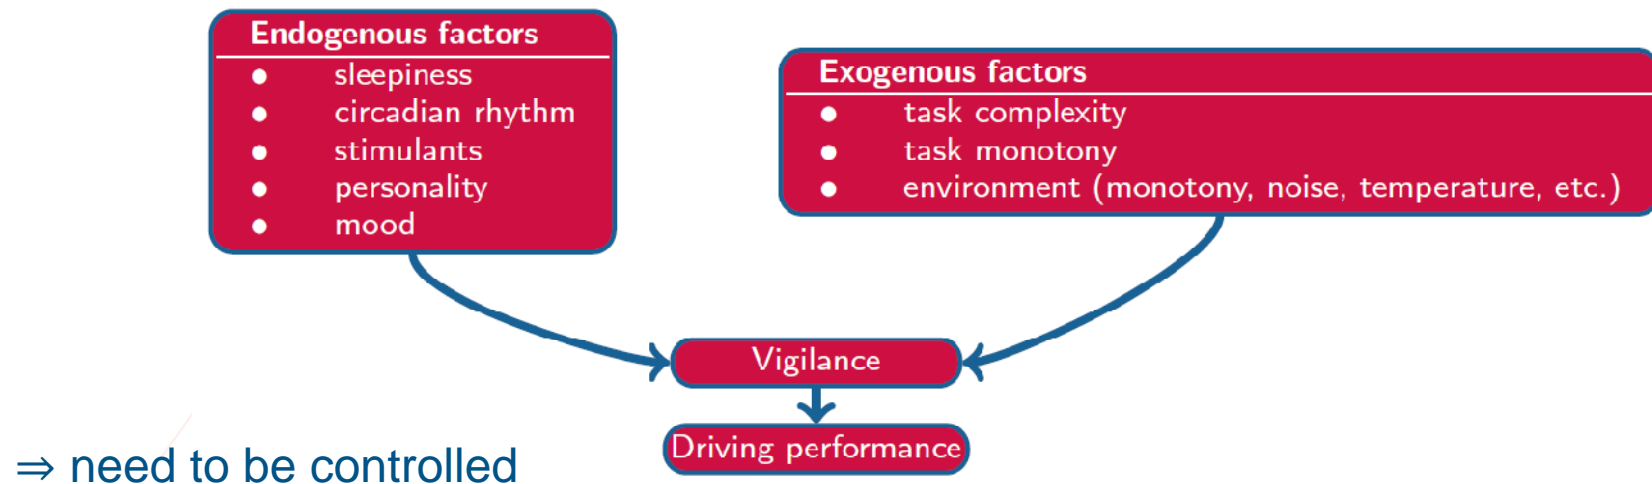 Endogenous factors
● sleepiness
● circadian rhythm
● stimulants
● personality
● mood
Exogenous factors
● task complexity
● task monotony
● environment (monotony, noise, temperature, etc.)
Vigilance
Driving performance
⇒ need to be controlled